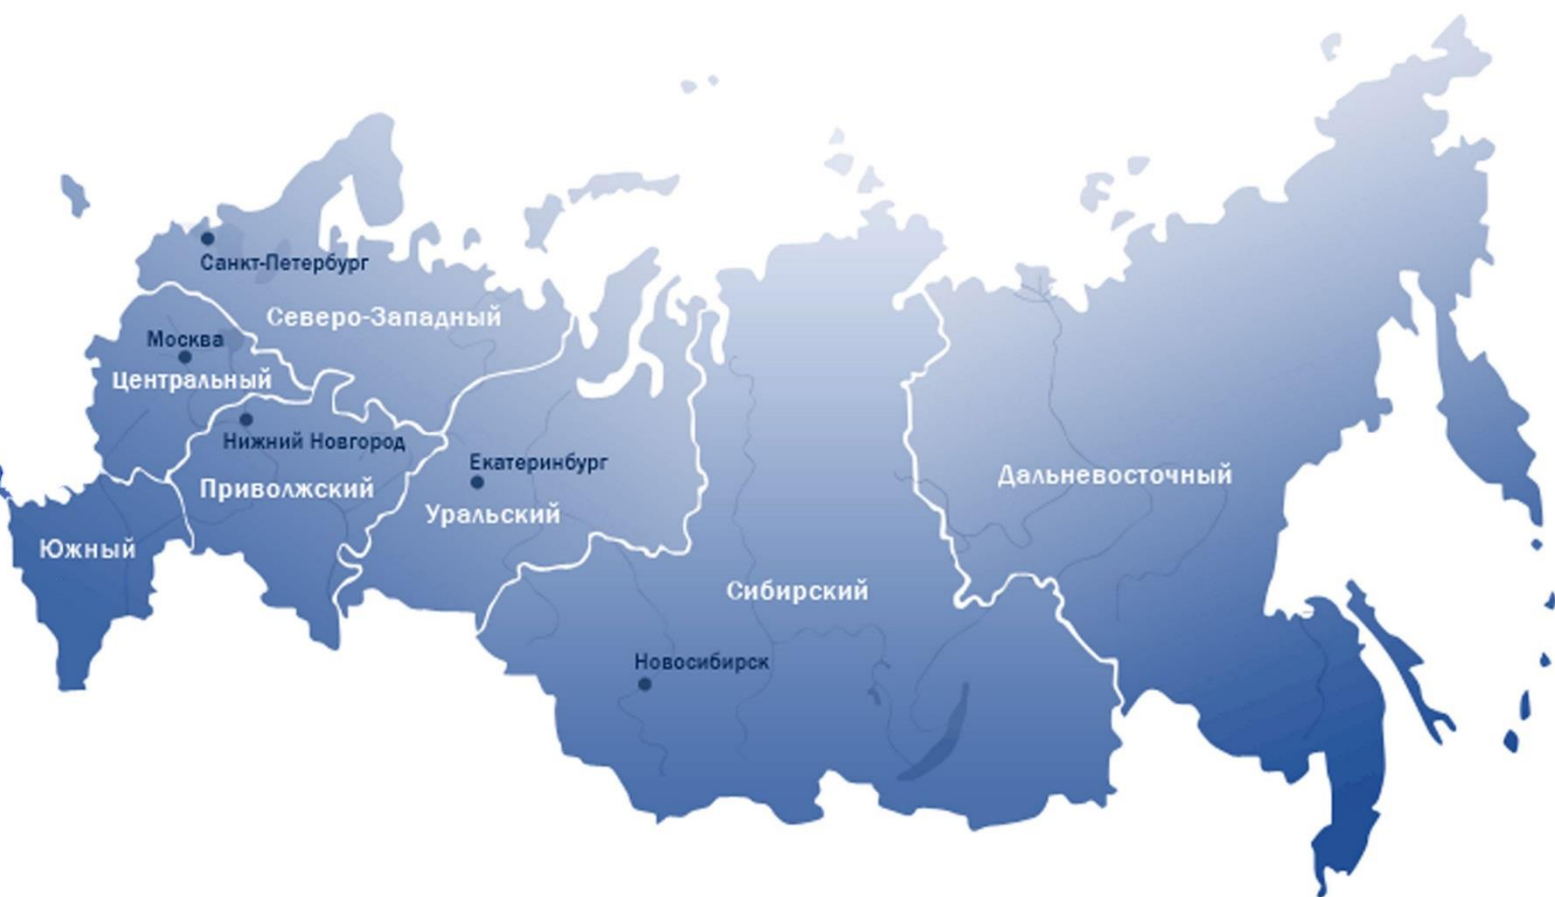 Санкт-Петербург
Северо-Западный
Москва
Центральный
Нижний Новгород
Екатеринбург
Дальневосточный
Приволжский
Уральский
Южный
Сибирский
Новосибирск